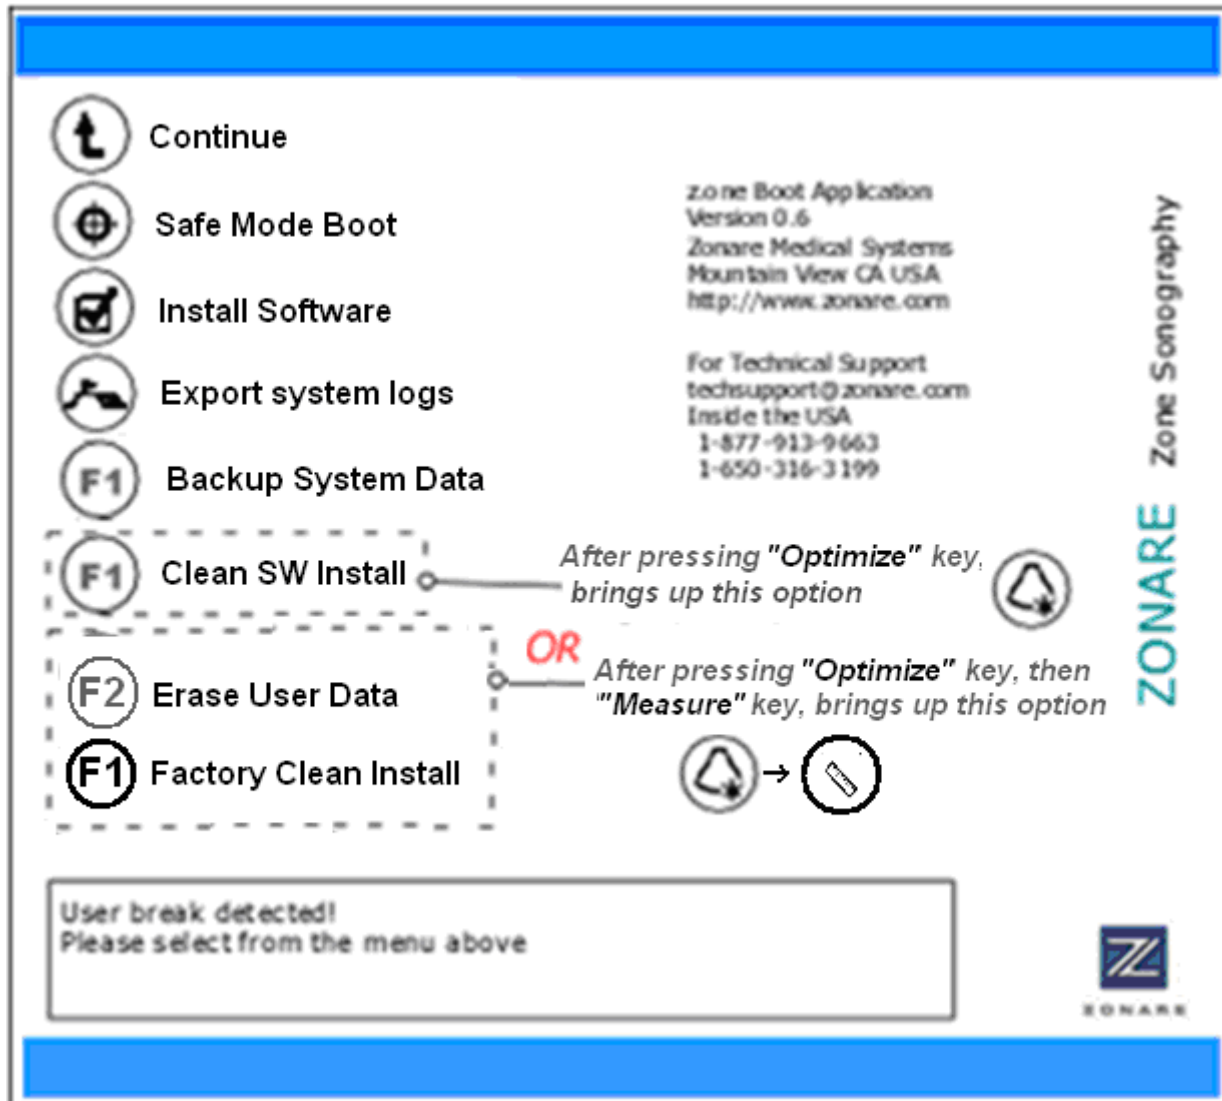 Continue
Safe Mode Boot
Install Software
Export system logs
F1 Backup System Data
F1 Clean SW Install
F2 Erase User Data
F1 Factory Clean Install
z.one Boot Application
Version 0.6
Zonare Medical Systems
Mountain View CA USA
http://www.zonare.com
For Technical Support
techsupport@zonare.com
Inside the USA
1-877-913-9663
1-650-316-3199
After pressing "Optimize" key,
brings up this option
OR
After pressing "Optimize" key, then
"Measure" key, brings up this option
ZONARE Zone Sonography
User break detected!
Please select from the menu above
ZONARE